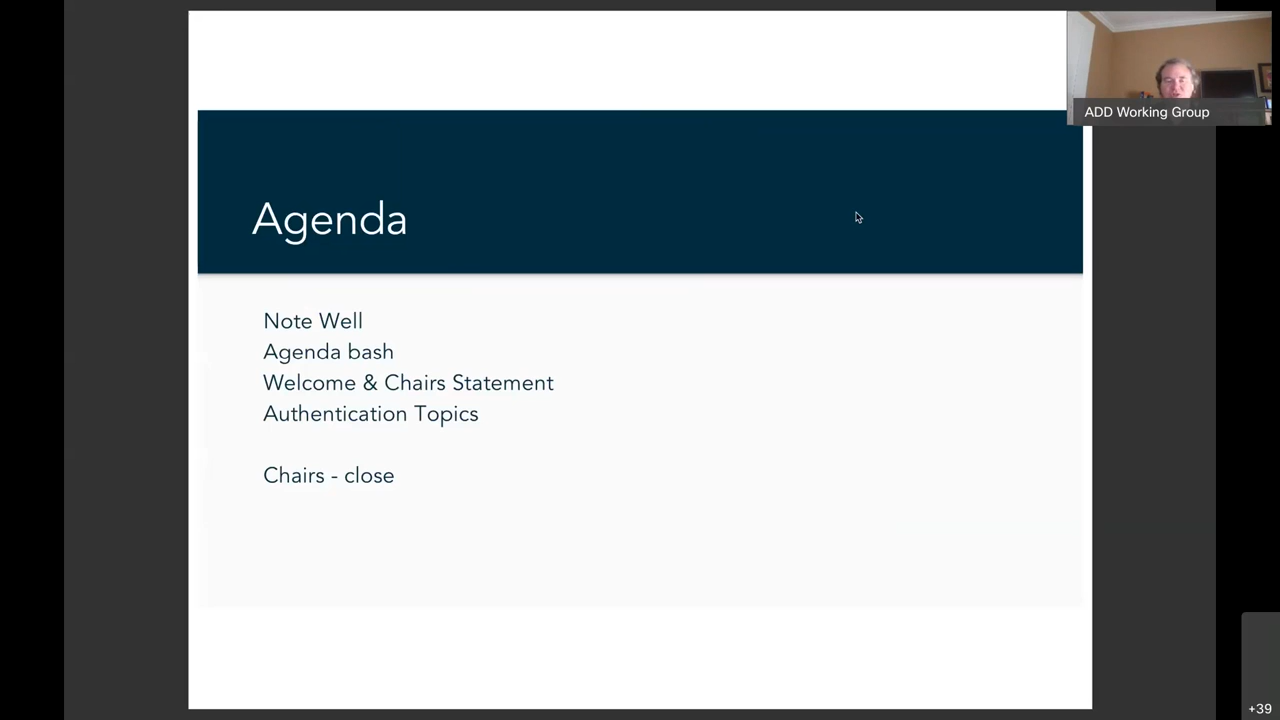 ADD Working Group
Agenda
Note Well
Agenda bash
Welcome & Chairs Statement
Authentication Topics
Chairs - close
+39